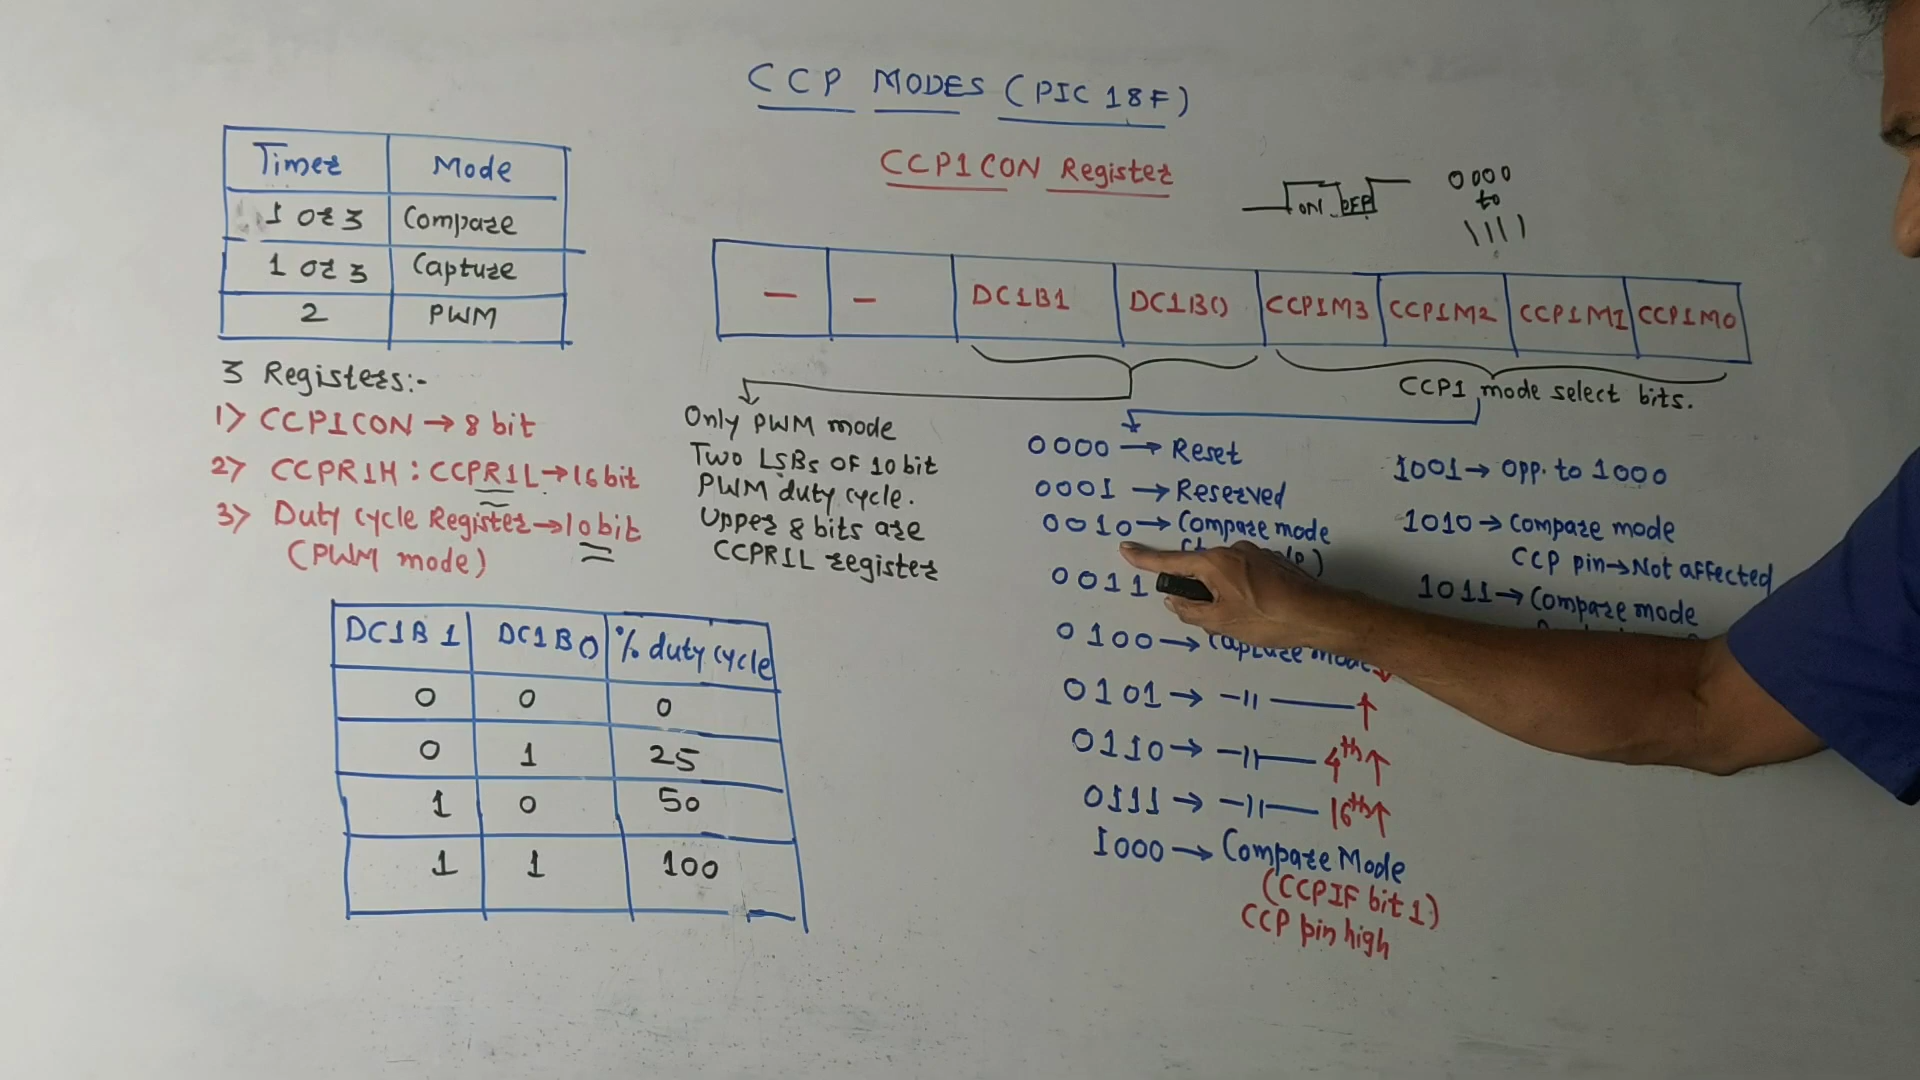 CCP MODES (PIC 18F)
CCP1CON Register
Timer Mode
1 or 3 Compare
1 or 3 Capture
2 PWM
3 Registers:-
1) CCP1CON → 8 bit
2) CCPR1H : CCPR1L → 16 bit
3) Duty cycle Register → 10 bit
(PWM mode)
ON OFF
0000
to
1111
— — DC1B1 DC1B0 CCP1M3 CCP1M2 CCP1M1 CCP1M0
CCP1 mode select bits.
Only PWM mode
Two LSBs OF 10 bit
PWM duty cycle.
Upper 8 bits are
CCPR1L register
DC1B1 DC1B0 % duty cycle
0 0 0
0 1 25
1 0 50
1 1 100
0000 → Reset
0001 → Reserved
0010 → Compare mode
0011
0100 → Capture mode ↓
0101 → –||— ↑
0110 → –||— 4th ↑
0111 → –||— 16th ↑
1000 → Compare Mode
(CCPIF bit 1)
CCP pin high
1001 → Opp. to 1000
1010 → Compare mode
CCP pin → Not affected
1011 → Compare mode